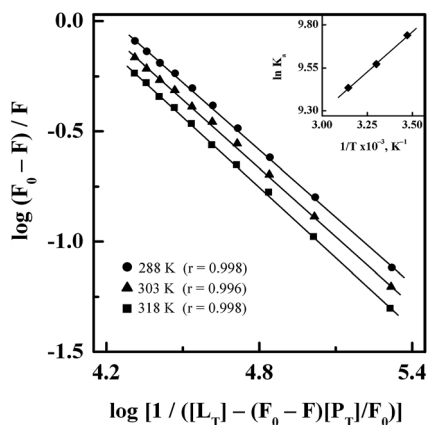 0.0
-0.5
-1.0
-1.5
log (F₀ − F) / F
4.2
4.8
5.4
log [1 / ([L_T] − (F₀ − F)[P_T]/F₀)]
● 288 K (r = 0.998)
▲ 303 K (r = 0.996)
■ 318 K (r = 0.998)
9.80
9.55
9.30
ln Kₐ
3.00
3.25
3.50
1/T x10⁻³, K⁻¹